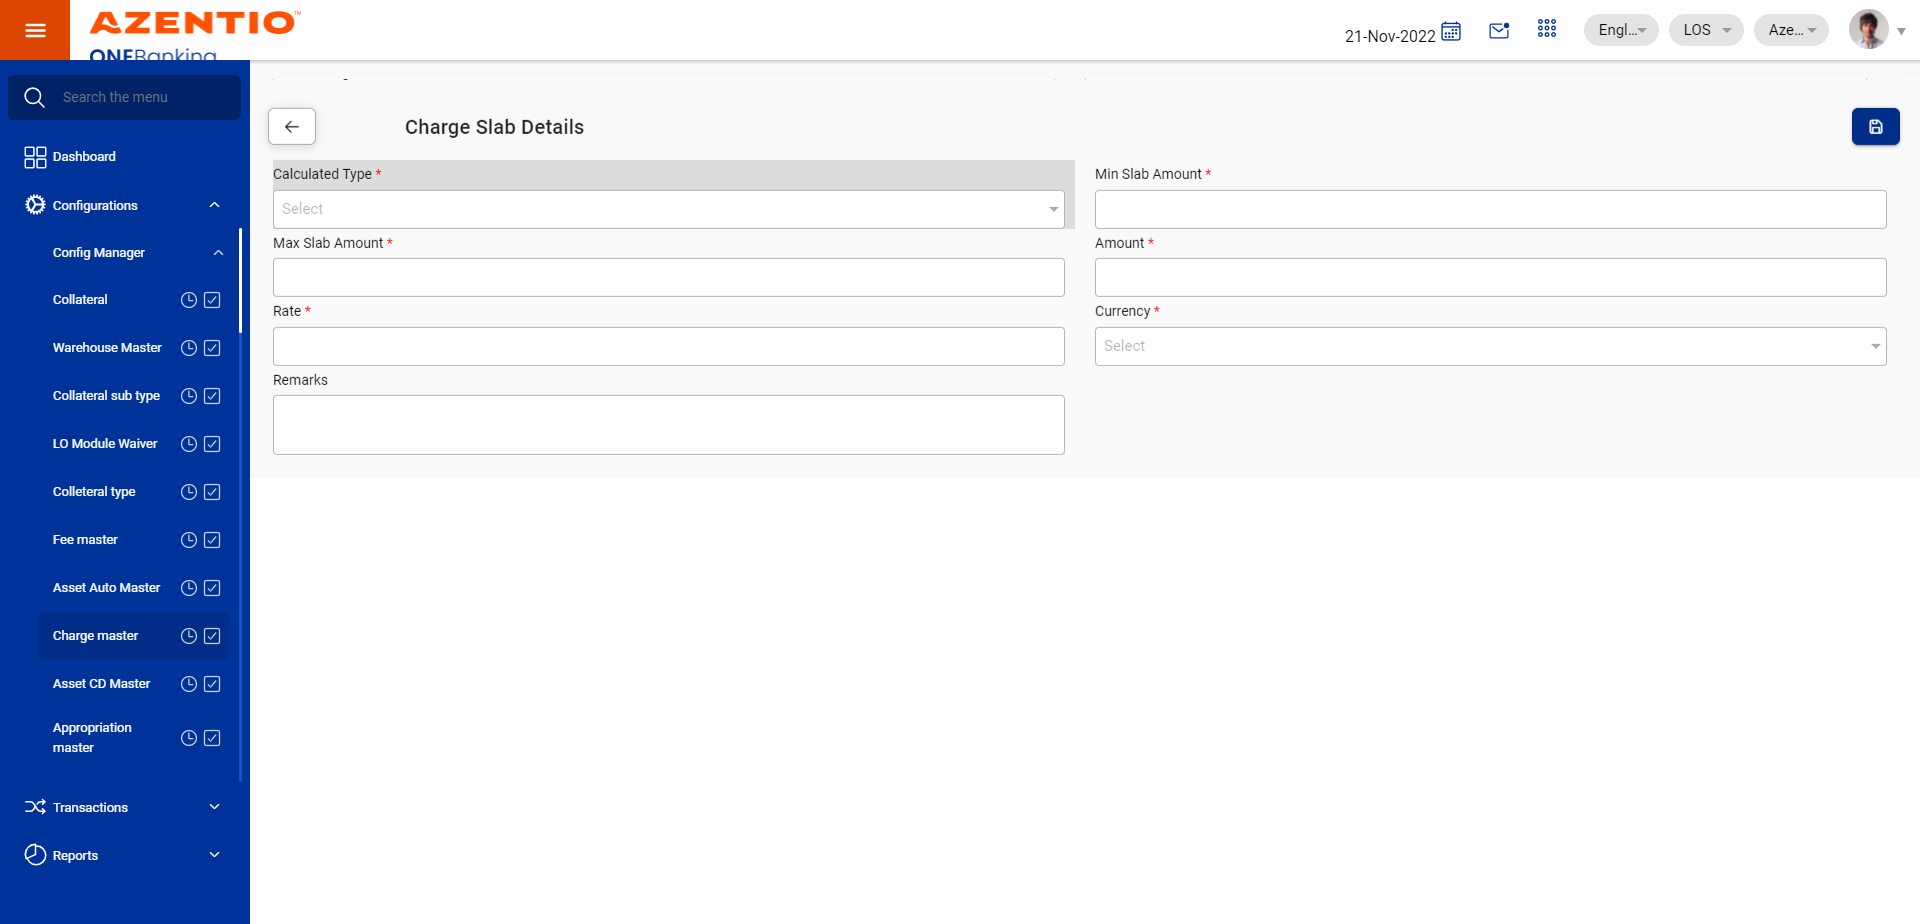 AZENTIO™
ONEBanking
21-Nov-2022
Engl...
LOS
Aze...
Search the menu
Dashboard
Configurations
Config Manager
Collateral
Warehouse Master
Collateral sub type
LO Module Waiver
Colleteral type
Fee master
Asset Auto Master
Charge master
Asset CD Master
Appropriation
master
Transactions
Reports
Charge Slab Details
Calculated Type *
Select
Min Slab Amount *
Max Slab Amount *
Amount *
Rate *
Currency *
Select
Remarks